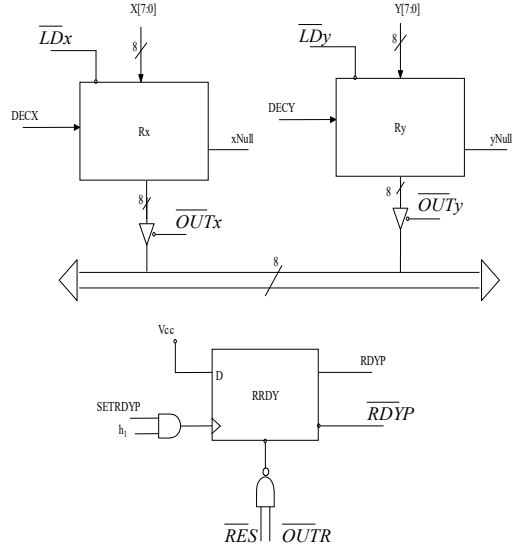 X[7:0]
Y[7:0]
LDx
8
LDy
8
DECX
Rx
xNull
DECY
Ry
yNull
8
OUTx
8
OUTy
8
Vcc
D
RRDY
RDYP
SETRDYP
h1
RDYP
RES
OUTR